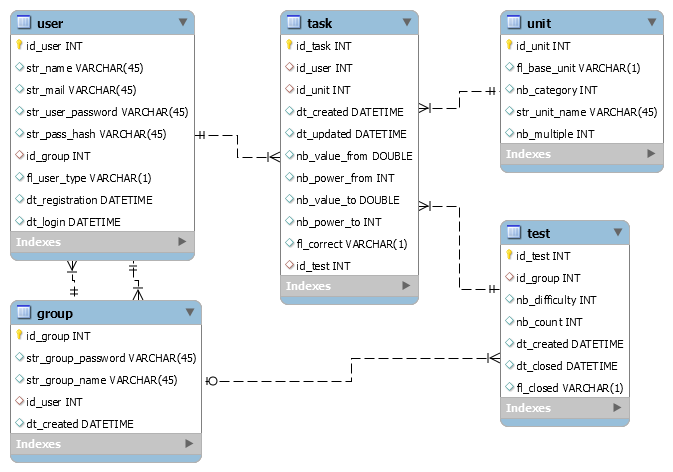 user
id_user INT
str_name VARCHAR(45)
str_mail VARCHAR(45)
str_user_password VARCHAR(45)
str_pass_hash VARCHAR(45)
id_group INT
fl_user_type VARCHAR(1)
dt_registration DATETIME
dt_login DATETIME
Indexes
task
id_task INT
id_user INT
id_unit INT
dt_created DATETIME
dt_updated DATETIME
nb_value_from DOUBLE
nb_power_from INT
nb_value_to DOUBLE
nb_power_to INT
fl_correct VARCHAR(1)
id_test INT
Indexes
unit
id_unit INT
fl_base_unit VARCHAR(1)
nb_category INT
str_unit_name VARCHAR(45)
nb_multiple INT
Indexes
test
id_test INT
id_group INT
nb_difficulty INT
nb_count INT
dt_created DATETIME
dt_closed DATETIME
fl_closed VARCHAR(1)
Indexes
group
id_group INT
str_group_password VARCHAR(45)
str_group_name VARCHAR(45)
id_user INT
dt_created DATETIME
Indexes